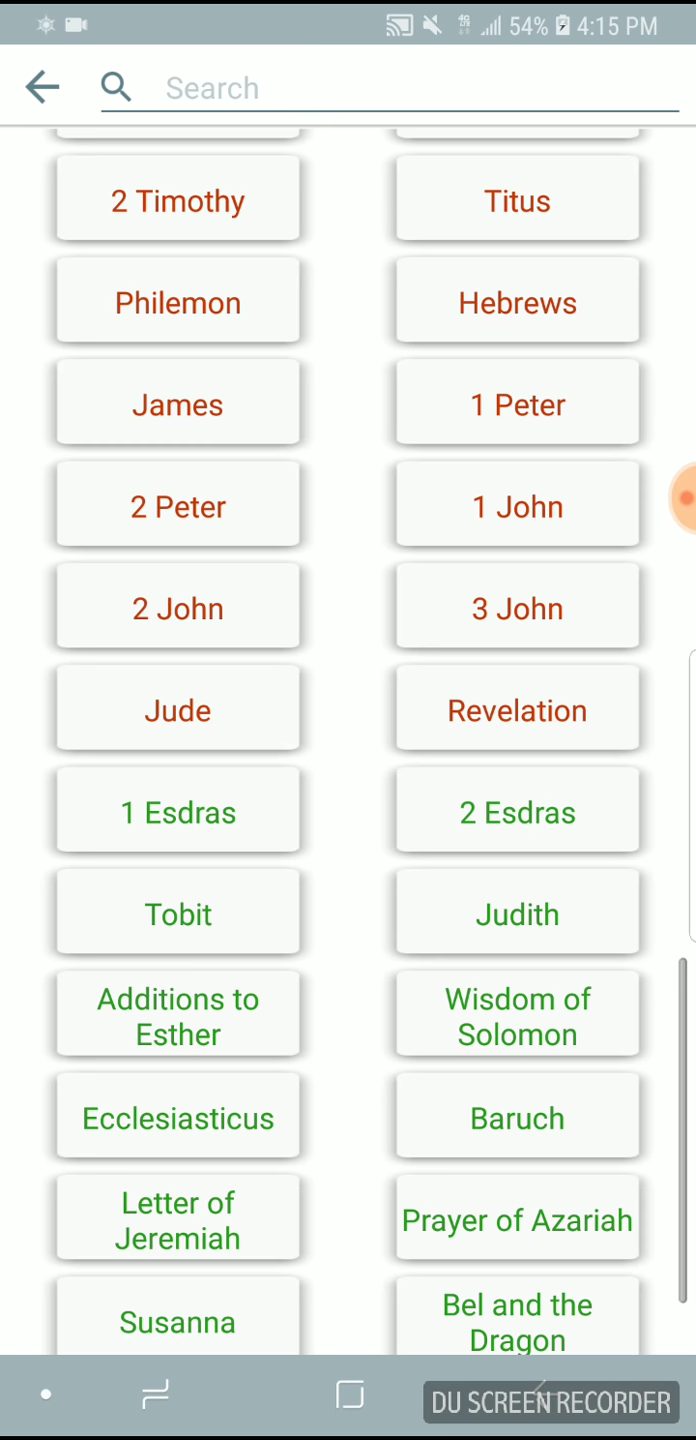 4G 54% 4:15 PM
Search
2 Timothy
Titus
Philemon
Hebrews
James
1 Peter
2 Peter
1 John
2 John
3 John
Jude
Revelation
1 Esdras
2 Esdras
Tobit
Judith
Additions to
Esther
Wisdom of
Solomon
Ecclesiasticus
Baruch
Letter of
Jeremiah
Prayer of Azariah
Susanna
Bel and the
Dragon
DU SCREEN RECORDER